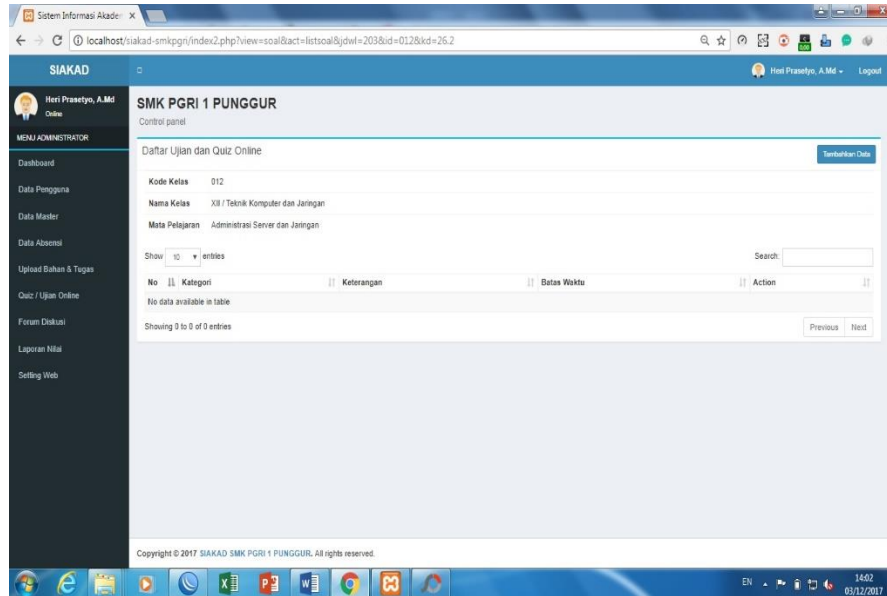 Sistem Informasi Akader
localhost/siakad-smkpgri/index2.php?view=soal&act=listsoal&jdwl=203&id=012&kd=26.2
SIAKAD
Heri Prasetyo, A.Md
Logout
Heri Prasetyo, A.Md
Online
MENU ADMINISTRATOR
Dashboard
Data Pengguna
Data Master
Data Absensi
Upload Bahan & Tugas
Quiz / Ujian Online
Forum Diskusi
Laporan Nilai
Setting Web
SMK PGRI 1 PUNGGUR
Control panel
Daftar Ujian dan Quiz Online
Tambahkan Data
Kode Kelas 012
Nama Kelas XII / Teknik Komputer dan Jaringan
Mata Pelajaran Administrasi Server dan Jaringan
Show 10 entries
Search:
No Kategori Keterangan Batas Waktu Action
No data available in table
Showing 0 to 0 of 0 entries
Previous Next
Copyright © 2017 SIAKAD SMK PGRI 1 PUNGGUR. All rights reserved.
EN
14:02
03/12/2017